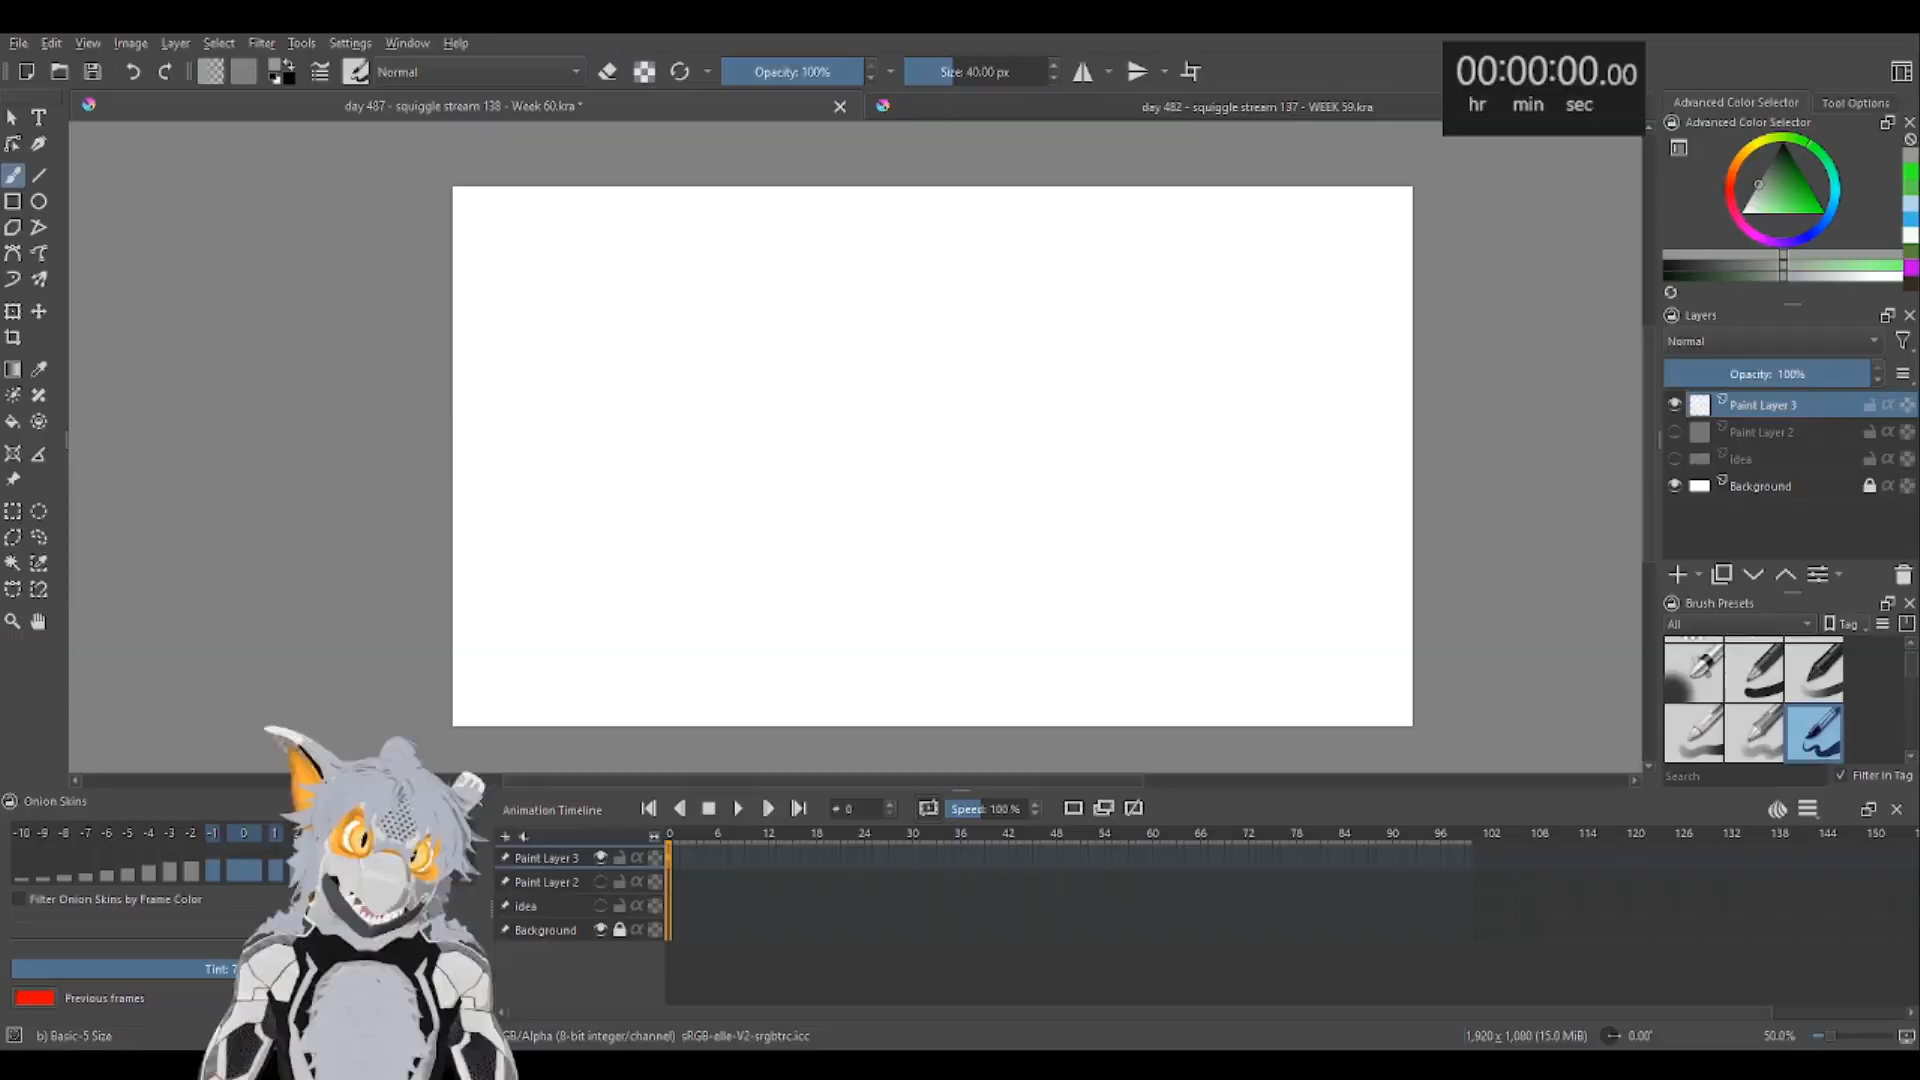 File Edit View Image Layer Select Filter Tools Settings Window Help
Normal
Opacity: 100%
Size: 40.00 px
00:00:00.00
hr min sec
day 487 - squiggle stream 138 - Week 60.kra *
day 482 - squiggle stream 137 - WEEK 59.kra
Advanced Color Selector Tool Options
Advanced Color Selector
Layers
Normal
Opacity: 100%
Paint Layer 3
Paint Layer 2
idea
Background
Brush Presets
All
Tag
Search
Filter in Tag
Onion Skins
-10 -9 -8 -7 -6 -5 -4 -3 -2 -1 0 1
Filter Onion Skins by Frame Color
Tint: 7
Previous frames
Animation Timeline
0
Speed: 100 %
0 6 12 18 24 30 36 42 48 54 60 66 72 78 84 90 96 102 108 114 120 126 132 138 144 150
Paint Layer 3
Paint Layer 2
idea
Background
b) Basic-5 Size
GB/Alpha (8-bit integer/channel) sRGB-elle-V2-srgbtrc.icc
1,920 x 1,080 (15.0 MiB)
0.00°
50.0%